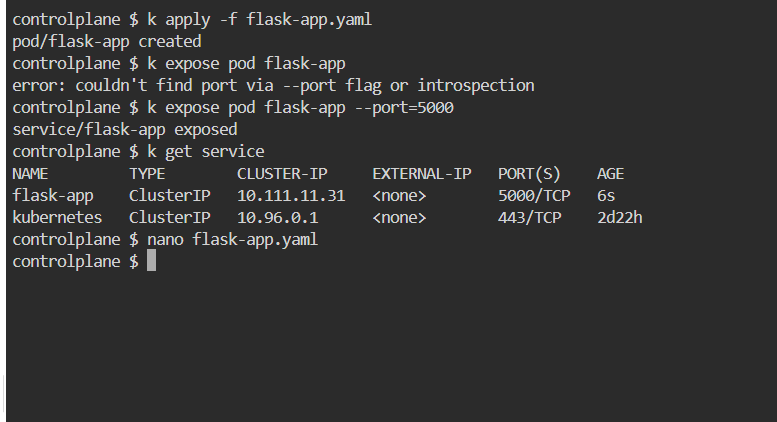 controlplane $ k apply -f flask-app.yaml
pod/flask-app created
controlplane $ k expose pod flask-app
error: couldn't find port via --port flag or introspection
controlplane $ k expose pod flask-app --port=5000
service/flask-app exposed
controlplane $ k get service
NAME         TYPE        CLUSTER-IP     EXTERNAL-IP   PORT(S)    AGE
flask-app    ClusterIP   10.111.11.31   <none>        5000/TCP   6s
kubernetes   ClusterIP   10.96.0.1      <none>        443/TCP    2d22h
controlplane $ nano flask-app.yaml
controlplane $